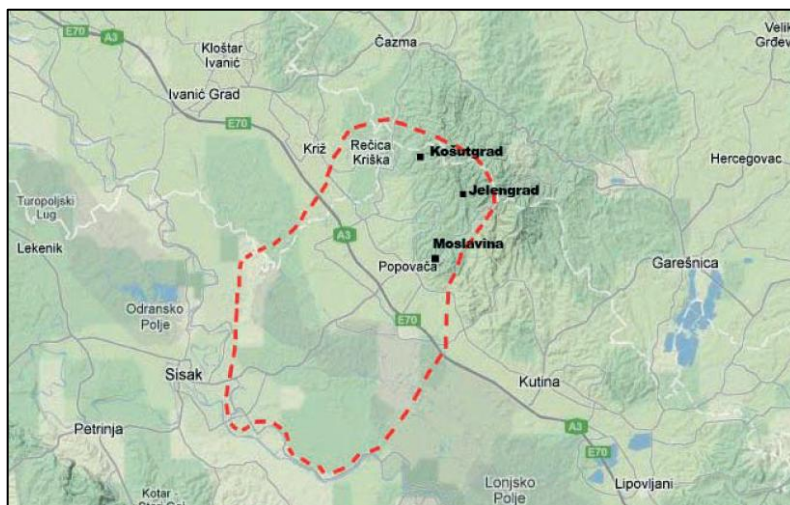 E70
A3
Kloštar
Ivanić
Čazma
Velik
Grđevac
Ivanić Grad
E70
Križ
Rečica
Kriška
Košutgrad
Hercegovac
Jelengrad
Turopoljski
Lug
A3
Lekenik
Moslavina
Popovača
Garešnica
Odransko
Polje
E70
Sisak
Kutina
Petrinja
A3
E70
Lonjsko
Polje
Lipovljani
Kotar